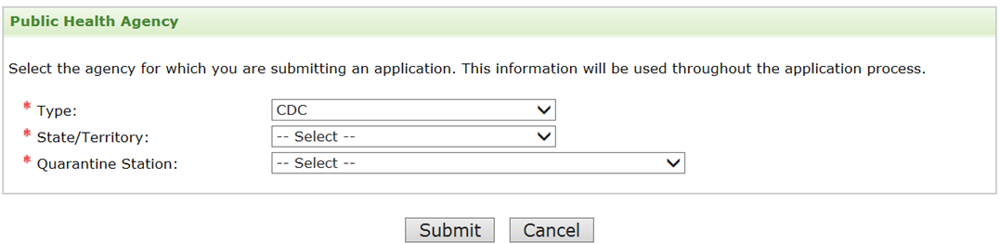 Public Health Agency
Select the agency for which you are submitting an application. This information will be used throughout the application process.
* Type: CDC
* State/Territory: -- Select --
* Quarantine Station: -- Select --
Submit Cancel